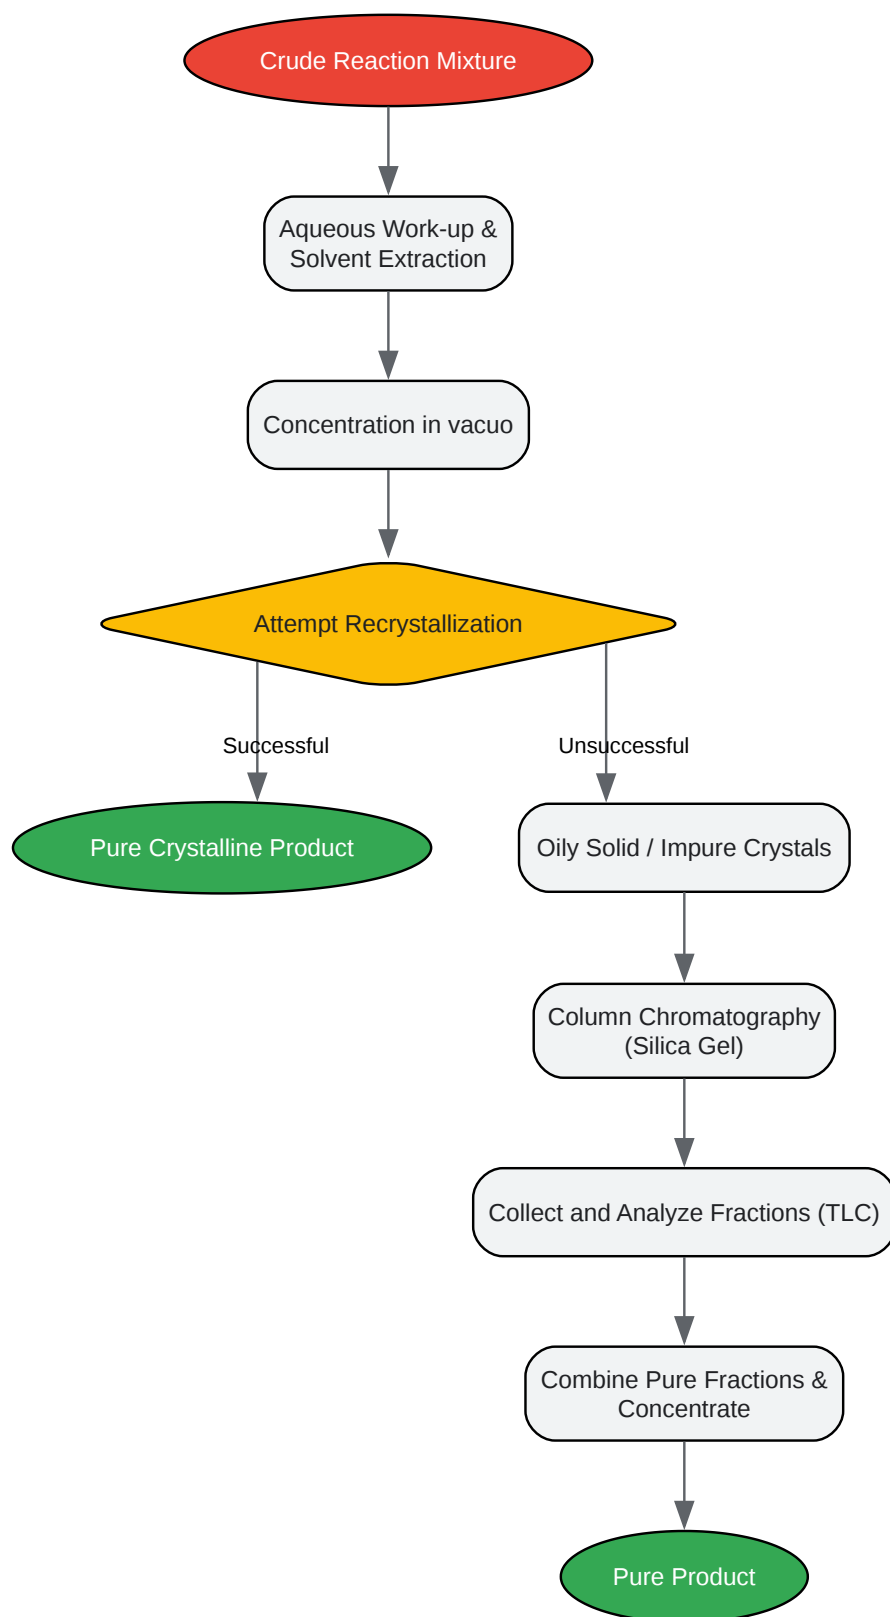 Crude Reaction Mixture
Aqueous Work-up &
Solvent Extraction
Concentration in vacuo
Attempt Recrystallization
Successful
Unsuccessful
Pure Crystalline Product
Oily Solid / Impure Crystals
Column Chromatography
(Silica Gel)
Collect and Analyze Fractions (TLC)
Combine Pure Fractions &
Concentrate
Pure Product